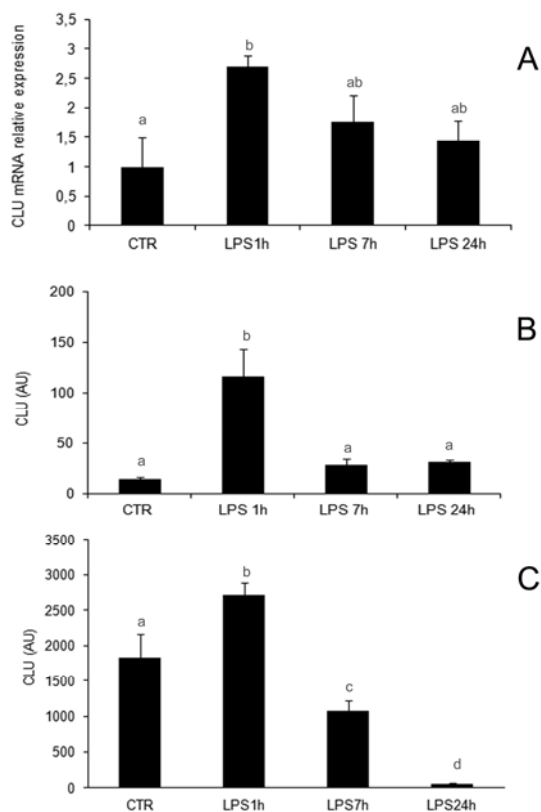 3,5
3
2,5
2
1,5
1
0,5
0
CLU mRNA relative expression
a
b
ab
ab
CTR
LPS1h
LPS 7h
LPS 24h
A
200
150
100
50
0
CLU (AU)
a
b
a
a
CTR
LPS 1h
LPS 7h
LPS 24h
B
3500
3000
2500
2000
1500
1000
500
0
CLU (AU)
a
b
c
d
CTR
LPS1h
LPS7h
LPS24h
C